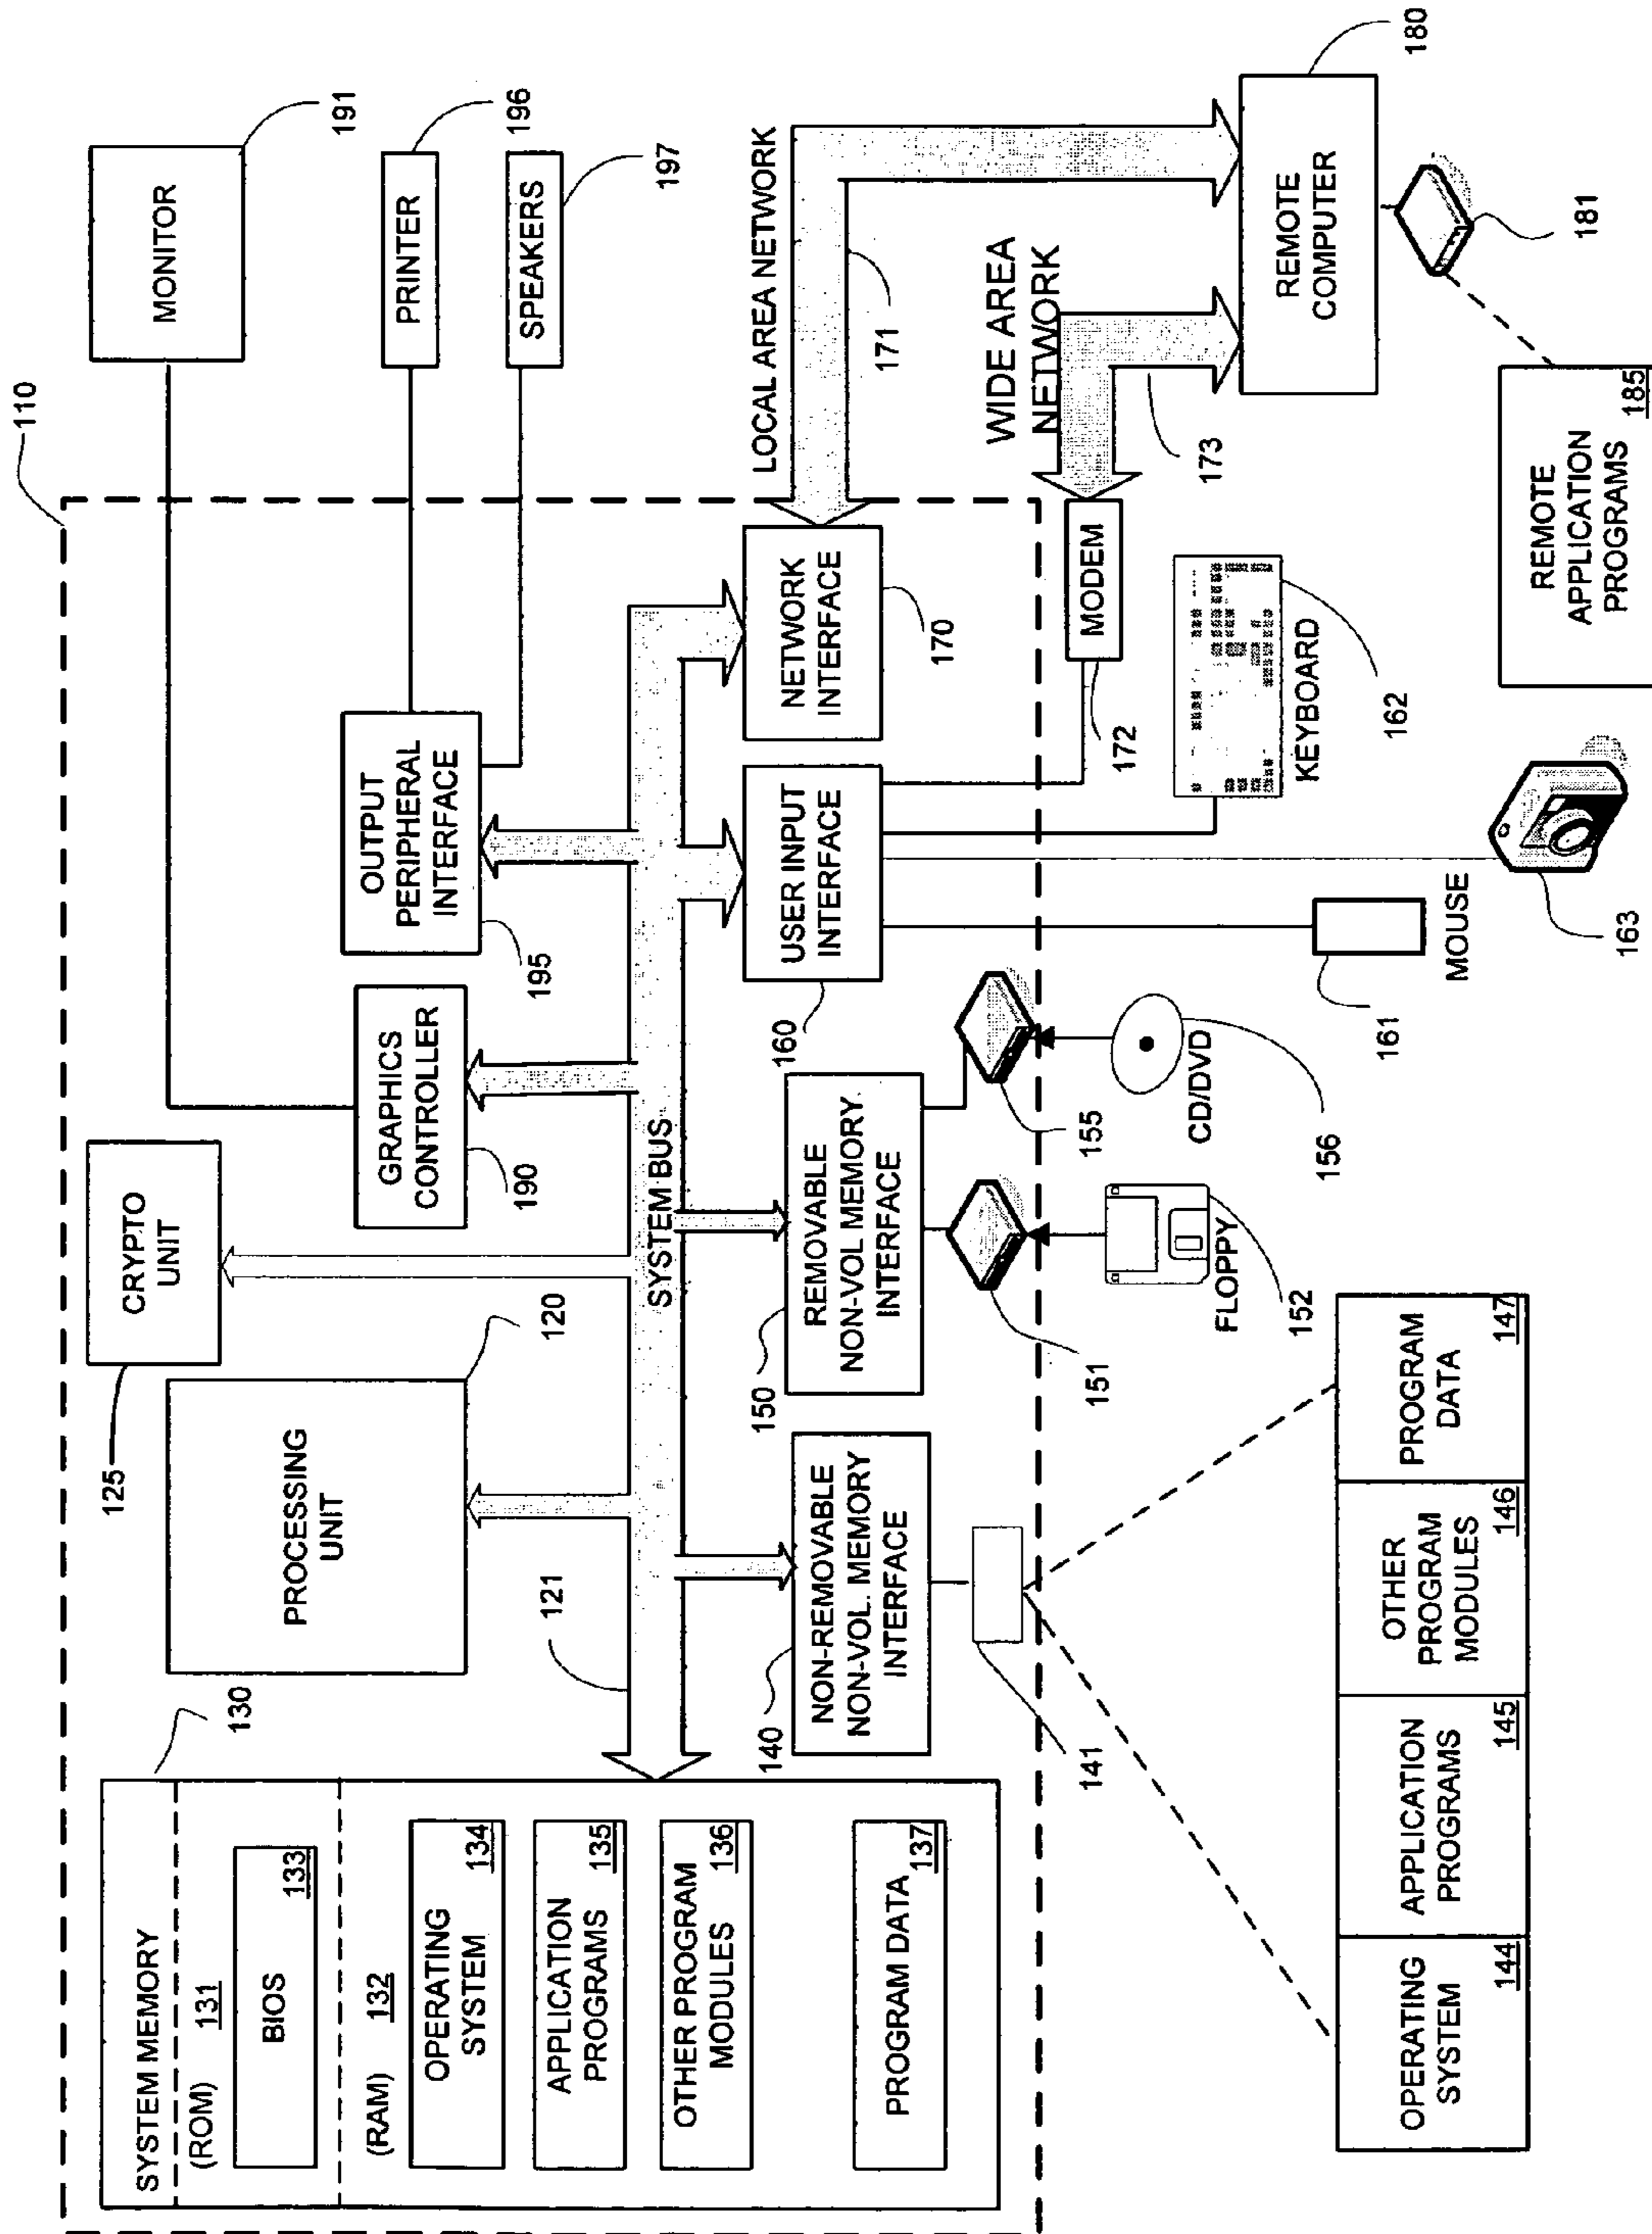 110
SYSTEM MEMORY
130
(ROM) 131
BIOS
133
(RAM) 132
OPERATING
SYSTEM
134
APPLICATION
PROGRAMS
135
OTHER PROGRAM
MODULES
136
PROGRAM DATA
137
PROCESSING
UNIT
120
121
125
CRYPTO
UNIT
GRAPHICS
CONTROLLER
190
OUTPUT
PERIPHERAL
INTERFACE
195
MONITOR
191
PRINTER
196
SPEAKERS
197
SYSTEM BUS
NON-REMOVABLE
NON-VOL. MEMORY
INTERFACE
140
141
REMOVABLE
NON-VOL MEMORY
INTERFACE
150
151
155
USER INPUT
INTERFACE
160
NETWORK
INTERFACE
170
LOCAL AREA NETWORK
171
WIDE AREA
NETWORK
173
MODEM
172
FLOPPY
152
CD/DVD
156
MOUSE
161
163
KEYBOARD
162
REMOTE
COMPUTER
180
181
REMOTE
APPLICATION
PROGRAMS
185
OPERATING
SYSTEM
144
APPLICATION
PROGRAMS
145
OTHER
PROGRAM
MODULES
146
PROGRAM
DATA
147